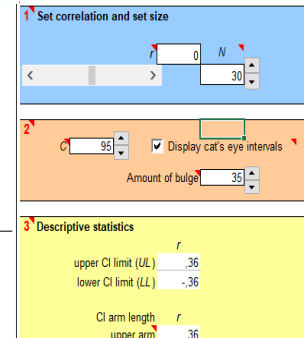 1 Set correlation and set size
r 0 N
< > 30
2
C 95 Display cat's eye intervals
Amount of bulge 35
3 Descriptive statistics
r
upper CI limit (UL) ,36
lower CI limit (LL) -,36
CI arm length r
upper arm ,36